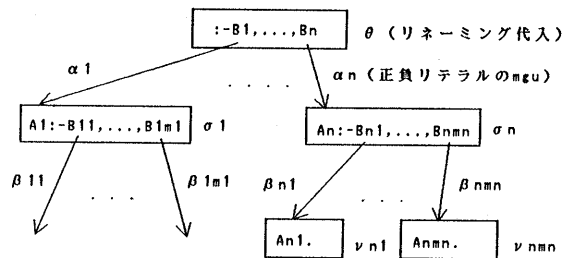 :-B1,...,Bn
θ (リネーミング代入)
α1
....
αn (正負リテラルのmgu)
A1:-B11,...,B1m1
σ1
An:-Bn1,...,Bnmn
σn
β11
...
β1m1
βn1
...
βnmn
An1.
νn1
Anmn.
νnmn